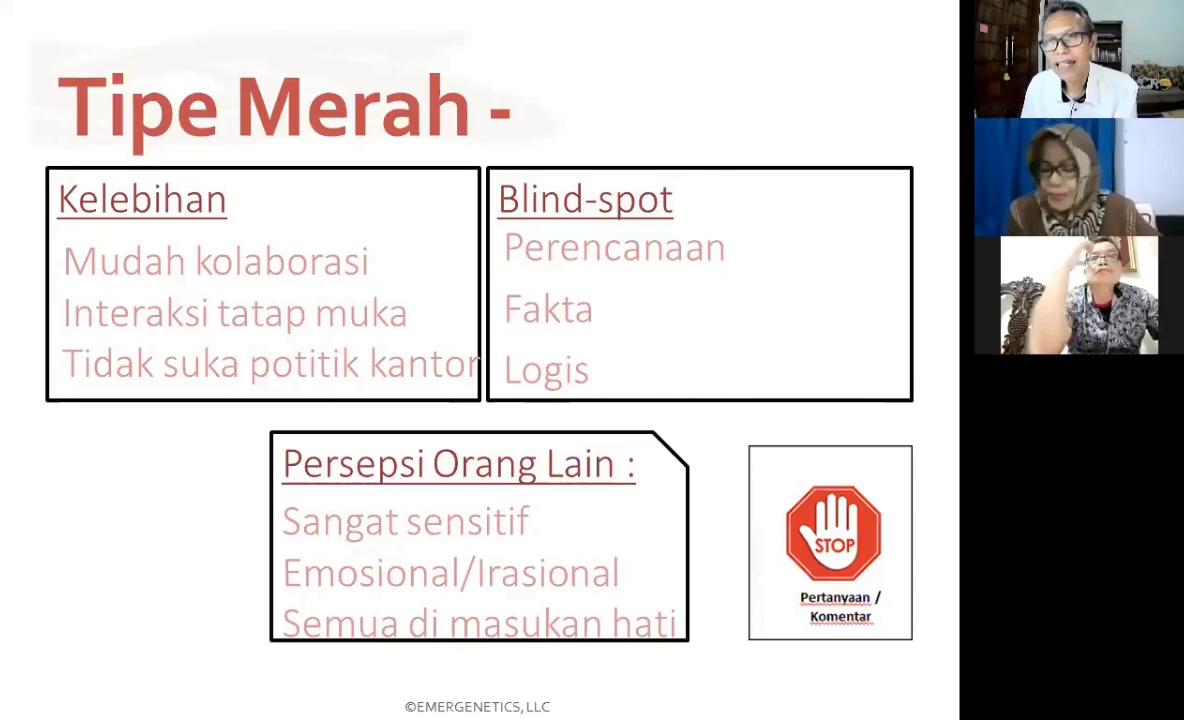 Tipe Merah -
Kelebihan
Mudah kolaborasi
Interaksi tatap muka
Tidak suka potitik kantor
Blind-spot
Perencanaan
Fakta
Logis
Persepsi Orang Lain :
Sangat sensitif
Emosional/Irasional
Semua di masukan hati
STOP
Pertanyaan /
Komentar
©EMERGENETICS, LLC